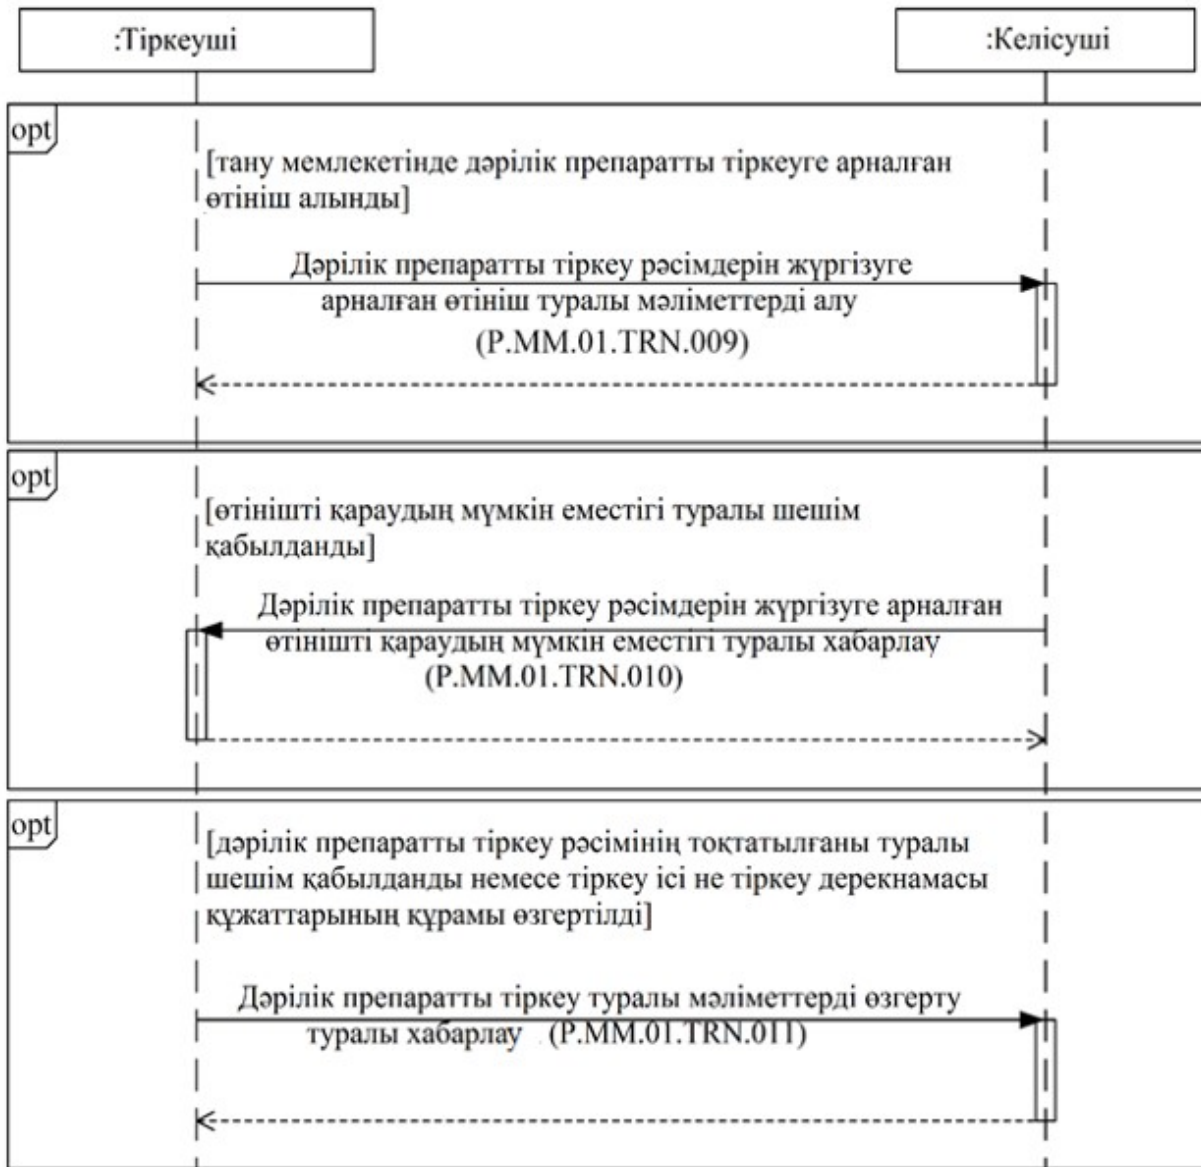 :Тіркеуші
:Келісуші
opt
[тану мемлекетінде дәрілік препаратты тіркеуге арналған
өтініш алынды]
Дәрілік препаратты тіркеу рәсімдерін жүргізуге
арналған өтініш туралы мәліметтерді алу
(P.MM.01.TRN.009)
opt
[өтінішті қараудың мүмкін еместігі туралы шешім
қабылданды]
Дәрілік препаратты тіркеу рәсімдерін жүргізуге арналған
өтінішті қараудың мүмкін еместігі туралы хабарлау
(P.MM.01.TRN.010)
opt
[дәрілік препаратты тіркеу рәсімінің тоқтатылғаны туралы
шешім қабылданды немесе тіркеу ісі не тіркеу дерекнамасы
құжаттарының құрамы өзгертілді]
Дәрілік препаратты тіркеу туралы мәліметтерді өзгерту
туралы хабарлау (P.MM.01.TRN.011)